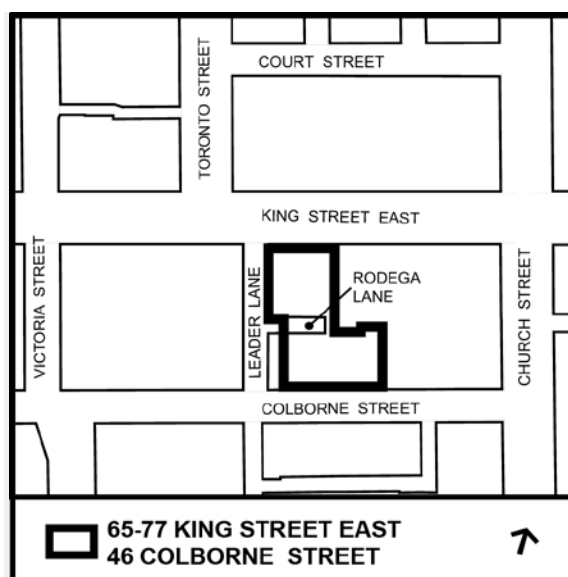 COURT STREET
TORONTO STREET
KING STREET EAST
VICTORIA STREET
LEADER LANE
RODEGA
LANE
CHURCH STREET
COLBORNE STREET
65-77 KING STREET EAST
46 COLBORNE STREET